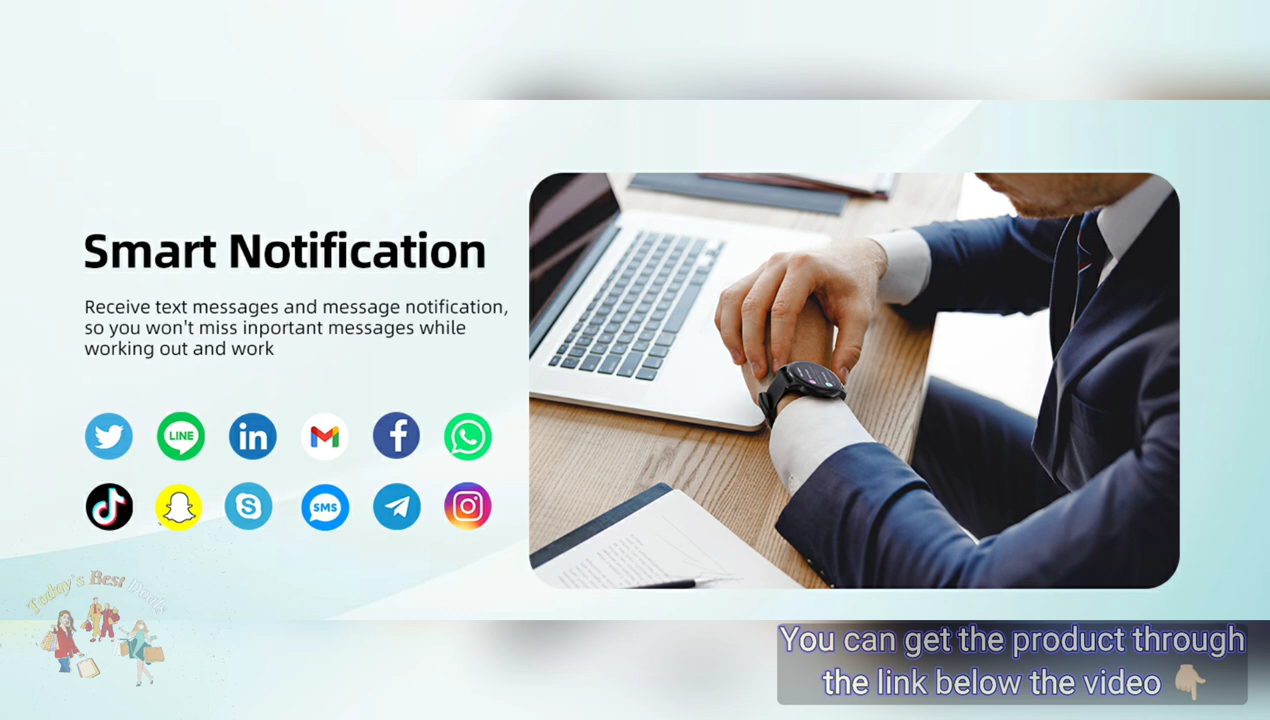 Smart Notification
Receive text messages and message notification,
so you won't miss inportant messages while
working out and work
LINE
in
f
SMS
Today's Best Deals
You can get the product through
the link below the video 👇🏼